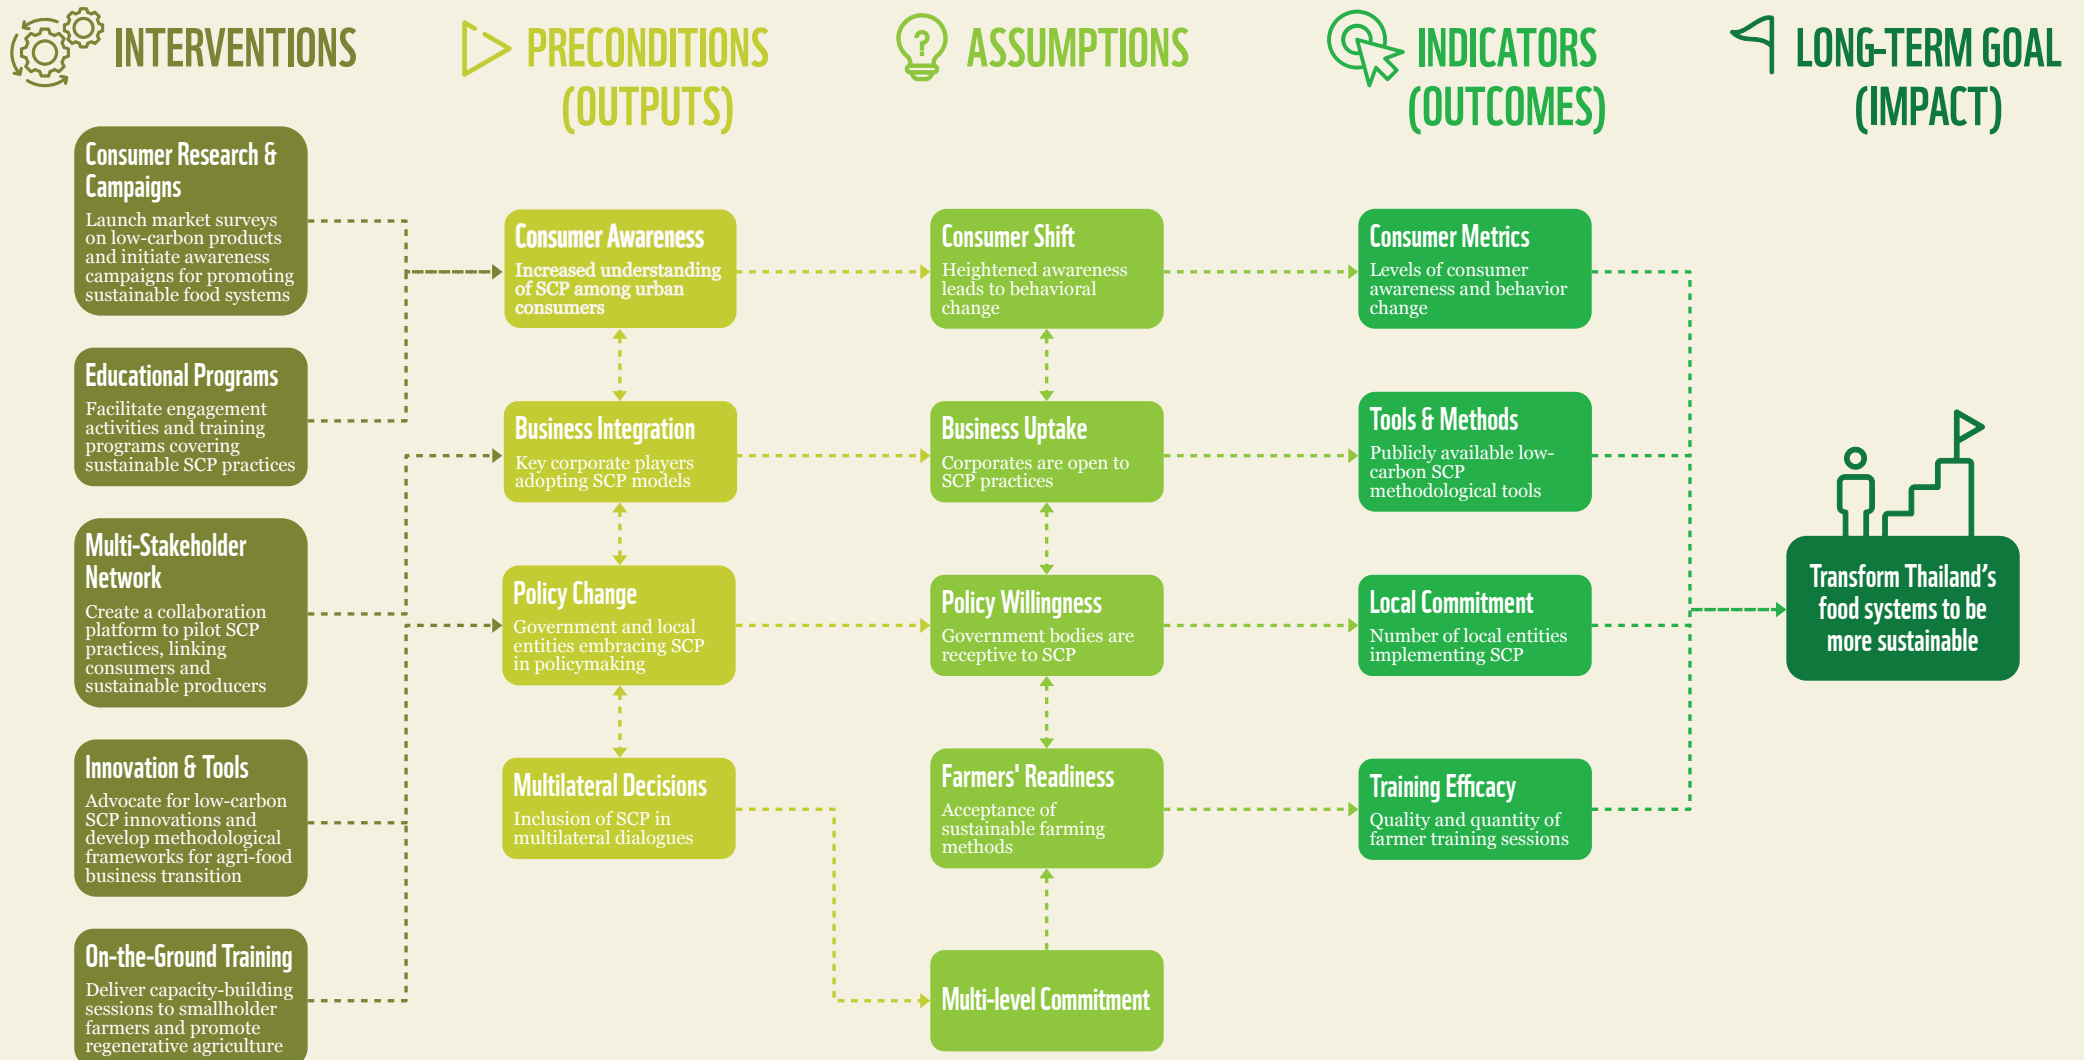 INTERVENTIONS
PRECONDITIONS
(OUTPUTS)
?
ASSUMPTIONS
INDICATORS
(OUTCOMES)
LONG-TERM GOAL
(IMPACT)
Consumer Research &
Campaigns
Launch market surveys
on low-carbon products
and initiate awareness
campaigns for promoting
sustainable food systems
Educational Programs
Facilitate engagement
activities and training
programs covering
sustainable SCP practices
Multi-Stakeholder
Network
Create a collaboration
platform to pilot SCP
practices, linking
consumers and
sustainable producers
Innovation & Tools
Advocate for low-carbon
SCP innovations and
develop methodological
frameworks for agri-food
business transition
On-the-Ground Training
Deliver capacity-building
sessions to smallholder
farmers and promote
regenerative agriculture
Consumer Awareness
Increased understanding
of SCP among urban
consumers
Business Integration
Key corporate players
adopting SCP models
Policy Change
Government and local
entities embracing SCP
in policymaking
Multilateral Decisions
Inclusion of SCP in
multilateral dialogues
Consumer Shift
Heightened awareness
leads to behavioral
change
Business Uptake
Corporates are open to
SCP practices
Policy Willingness
Government bodies are
receptive to SCP
Farmers' Readiness
Acceptance of
sustainable farming
methods
Multi-level Commitment
Consumer Metrics
Levels of consumer
awareness and behavior
change
Tools & Methods
Publicly available low-
carbon SCP
methodological tools
Local Commitment
Number of local entities
implementing SCP
Training Efficacy
Quality and quantity of
farmer training sessions
Transform Thailand's
food systems to be
more sustainable